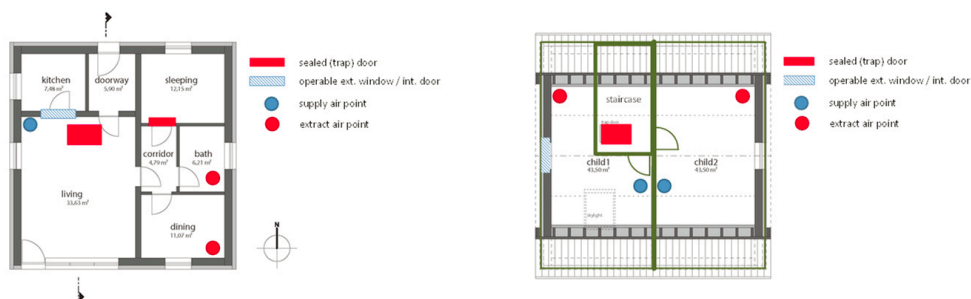 kitchen
7,48 m²
doorway
5,90 m²
sleeping
12,15 m²
corridor
4,79 m²
bath
6,21 m²
living
33,63 m²
dining
11,07 m²
N
sealed (trap) door
operable ext. window / int. door
supply air point
extract air point
staircase
trap door
child1
43,50 m²
child2
43,50 m²
skylight
sealed (trap) door
operable ext. window / int. door
supply air point
extract air point